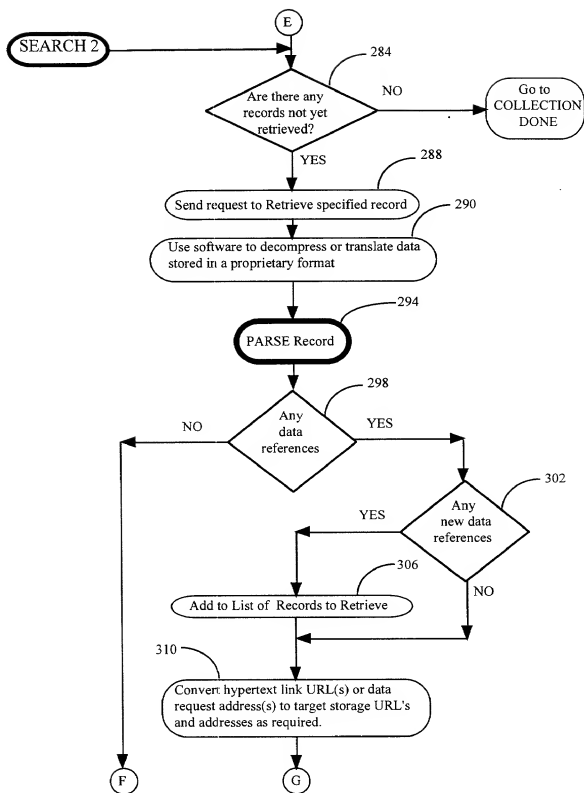 E
SEARCH 2
284
Are there any
records not yet
retrieved?
NO
Go to
COLLECTION
DONE
YES
288
Send request to Retrieve specified record
290
Use software to decompress or translate data
stored in a proprietary format
294
PARSE Record
298
NO
Any
data
references
YES
302
Any
new data
references
YES
306
NO
Add to List of Records to Retrieve
310
Convert hypertext link URL(s) or data
request address(s) to target storage URL's
and addresses as required.
F
G